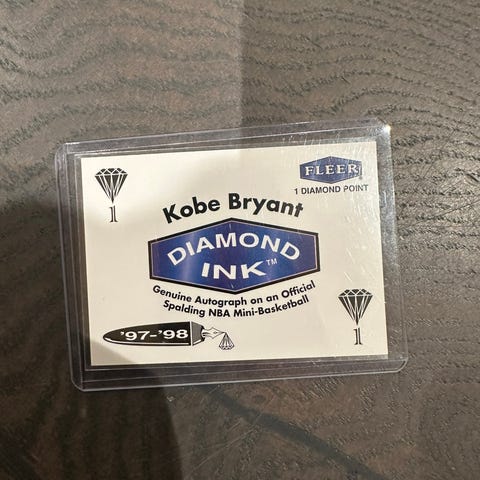 FLEER
1 DIAMOND POINT
1
Kobe Bryant
DIAMOND
INK™
Genuine Autograph on an Official
Spalding NBA Mini-Basketball
1
'97-'98